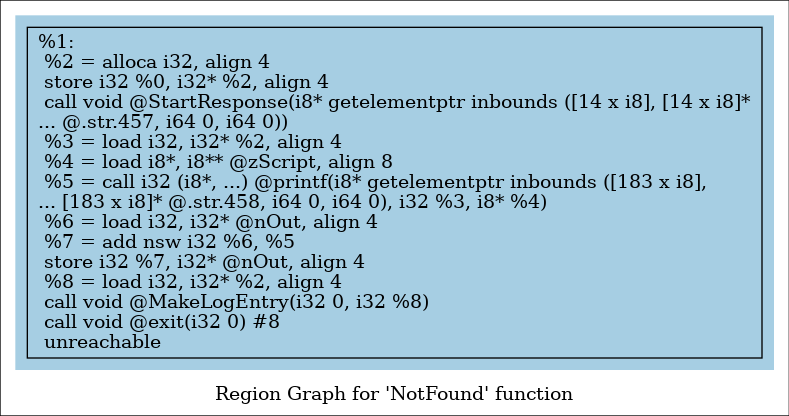 %1:
%2 = alloca i32, align 4
store i32 %0, i32* %2, align 4
call void @StartResponse(i8* getelementptr inbounds ([14 x i8], [14 x i8]*
... @.str.457, i64 0, i64 0))
%3 = load i32, i32* %2, align 4
%4 = load i8*, i8** @zScript, align 8
%5 = call i32 (i8*, ...) @printf(i8* getelementptr inbounds ([183 x i8],
... [183 x i8]* @.str.458, i64 0, i64 0), i32 %3, i8* %4)
%6 = load i32, i32* @nOut, align 4
%7 = add nsw i32 %6, %5
store i32 %7, i32* @nOut, align 4
%8 = load i32, i32* %2, align 4
call void @MakeLogEntry(i32 0, i32 %8)
call void @exit(i32 0) #8
unreachable
Region Graph for 'NotFound' function